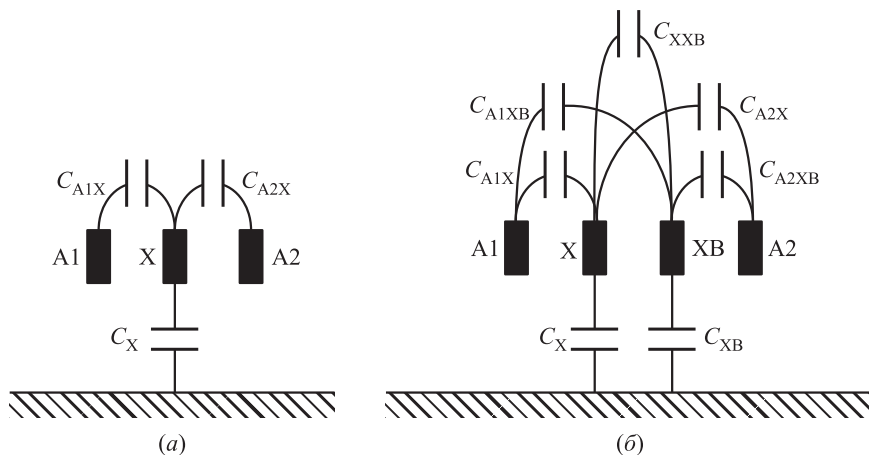 C_XXB
C_A1XB
C_A2X
C_A1X
C_A2X
C_A1X
C_A2XB
A1
X
A2
A1
X
XB
A2
C_X
C_X
C_XB
(а)
(б)